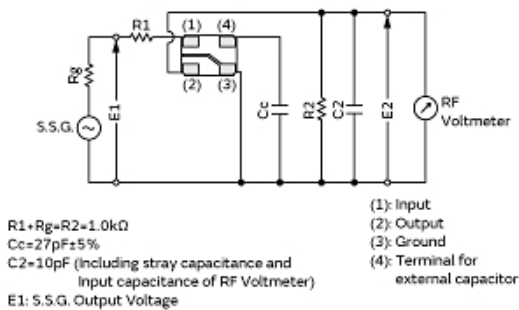 R1
(1)
(4)
Rg
S.S.G.
E1
(2)
(3)
Cc
R2
C2
E2
RF
Voltmeter
R1+Rg=R2=1.0kΩ
Cc=27pF±5%
C2=10pF (Including stray capacitance and
Input capacitance of RF Voltmeter)
E1: S.S.G. Output Voltage
(1): Input
(2): Output
(3): Ground
(4): Terminal for
external capacitor